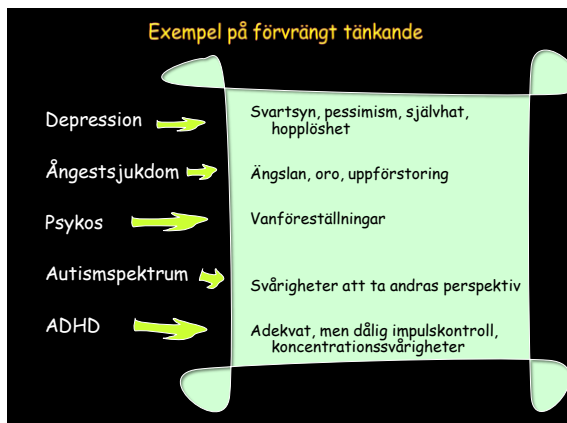 Exempel på förvrängt tänkande
Depression
Svartsyn, pessimism, självhat,
hopplöshet
Ångestsjukdom
Ängslan, oro, uppförstoring
Psykos
Vanföreställningar
Autismspektrum
Svårigheter att ta andras perspektiv
ADHD
Adekvat, men dålig impulskontroll,
koncentrationssvårigheter